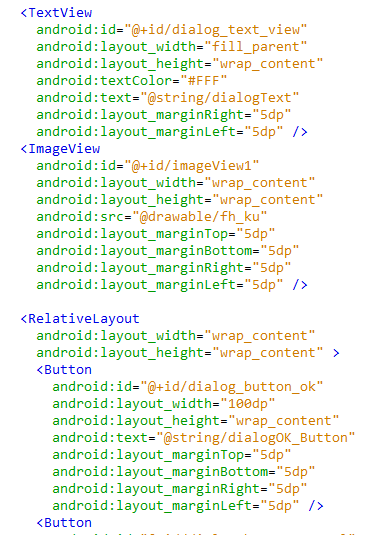 <TextView
android:id="@+id/dialog_text_view"
android:layout_width="fill_parent"
android:layout_height="wrap_content"
android:textColor="#FFF"
android:text="@string/dialogText"
android:layout_marginRight="5dp"
android:layout_marginLeft="5dp" />
<ImageView
android:id="@+id/imageView1"
android:layout_width="wrap_content"
android:layout_height="wrap_content"
android:src="@drawable/fh_ku"
android:layout_marginTop="5dp"
android:layout_marginBottom="5dp"
android:layout_marginRight="5dp"
android:layout_marginLeft="5dp" />
<RelativeLayout
android:layout_width="wrap_content"
android:layout_height="wrap_content" >
<Button
android:id="@+id/dialog_button_ok"
android:layout_width="100dp"
android:layout_height="wrap_content"
android:text="@string/dialogOK_Button"
android:layout_marginTop="5dp"
android:layout_marginBottom="5dp"
android:layout_marginRight="5dp"
android:layout_marginLeft="5dp" />
<Button